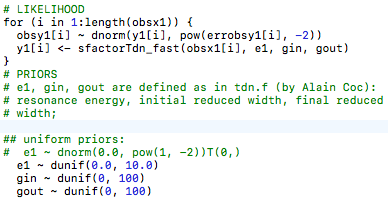 # LIKELIHOOD
for (i in 1:length(obsx1)) {
  obsy1[i] ~ dnorm(y1[i], pow(errobsy1[i], -2))
  y1[i] <- sfactorTdn_fast(obsx1[i], e1, gin, gout)
}
# PRIORS
# e1, gin, gout are defined as in tdn.f (by Alain Coc):
# resonance energy, initial reduced width, final reduced
# width;
## uniform priors:
#  e1 ~ dnorm(0.0, pow(1, -2))T(0,)
  e1 ~ dunif(0.0, 10.0)
  gin ~ dunif(0, 100)
  gout ~ dunif(0, 100)